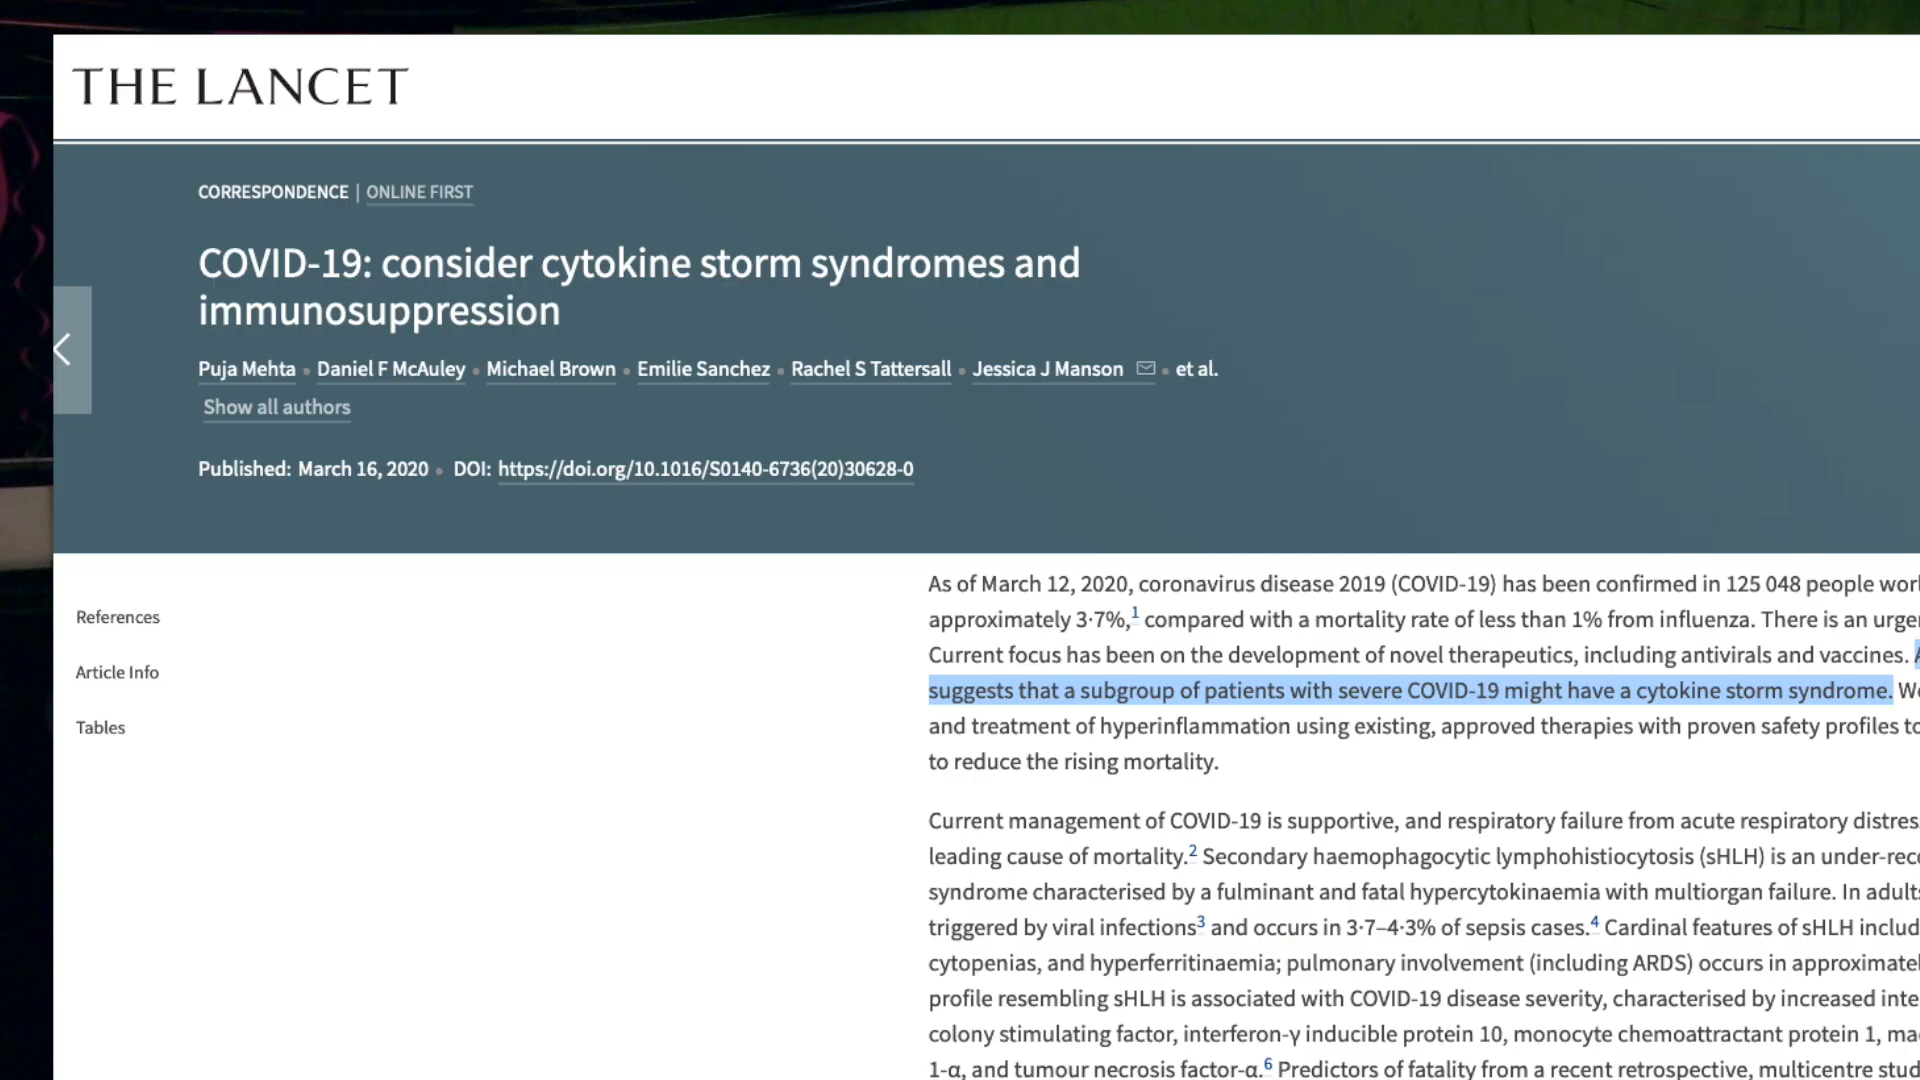 THE LANCET
CORRESPONDENCE | ONLINE FIRST
COVID-19: consider cytokine storm syndromes and
immunosuppression
Puja Mehta • Daniel F McAuley • Michael Brown • Emilie Sanchez • Rachel S Tattersall • Jessica J Manson • et al.
Show all authors
Published: March 16, 2020 • DOI: https://doi.org/10.1016/S0140-6736(20)30628-0
References
Article Info
Tables
As of March 12, 2020, coronavirus disease 2019 (COVID-19) has been confirmed in 125 048 people
approximately 3·7%,1 compared with a mortality rate of less than 1% from influenza. There is an
Current focus has been on the development of novel therapeutics, including antivirals and vaccines.
suggests that a subgroup of patients with severe COVID-19 might have a cytokine storm syndrome.
and treatment of hyperinflammation using existing, approved therapies with proven safety profiles
to reduce the rising mortality.
Current management of COVID-19 is supportive, and respiratory failure from acute respiratory
leading cause of mortality.2 Secondary haemophagocytic lymphohistiocytosis (sHLH) is an
syndrome characterised by a fulminant and fatal hypercytokinaemia with multiorgan failure. In
triggered by viral infections3 and occurs in 3·7–4·3% of sepsis cases.4 Cardinal features of sHLH
cytopenias, and hyperferritinaemia; pulmonary involvement (including ARDS) occurs in
profile resembling sHLH is associated with COVID-19 disease severity, characterised by increased
colony stimulating factor, interferon-γ inducible protein 10, monocyte chemoattractant protein 1,
1-α, and tumour necrosis factor-α.6 Predictors of fatality from a recent retrospective, multicentre